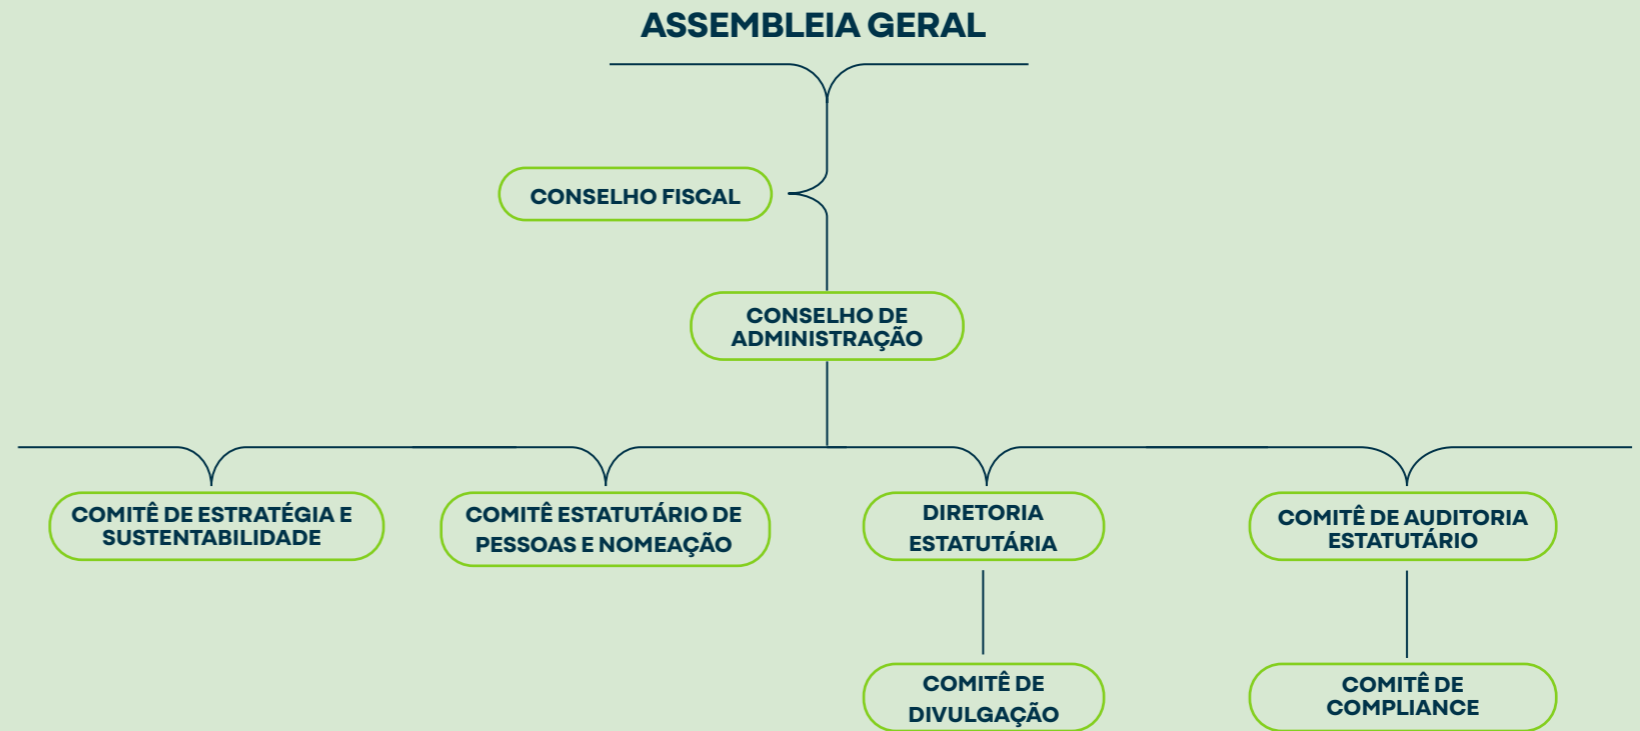 ASSEMBLEIA GERAL
CONSELHO FISCAL
CONSELHO DE
ADMINISTRAÇÃO
COMITÊ DE ESTRATÉGIA E
SUSTENTABILIDADE
COMITÊ ESTATUTÁRIO DE
PESSOAS E NOMEAÇÃO
DIRETORIA
ESTATUTÁRIA
COMITÊ DE AUDITORIA
ESTATUTÁRIO
COMITÊ DE
DIVULGAÇÃO
COMITÊ DE
COMPLIANCE